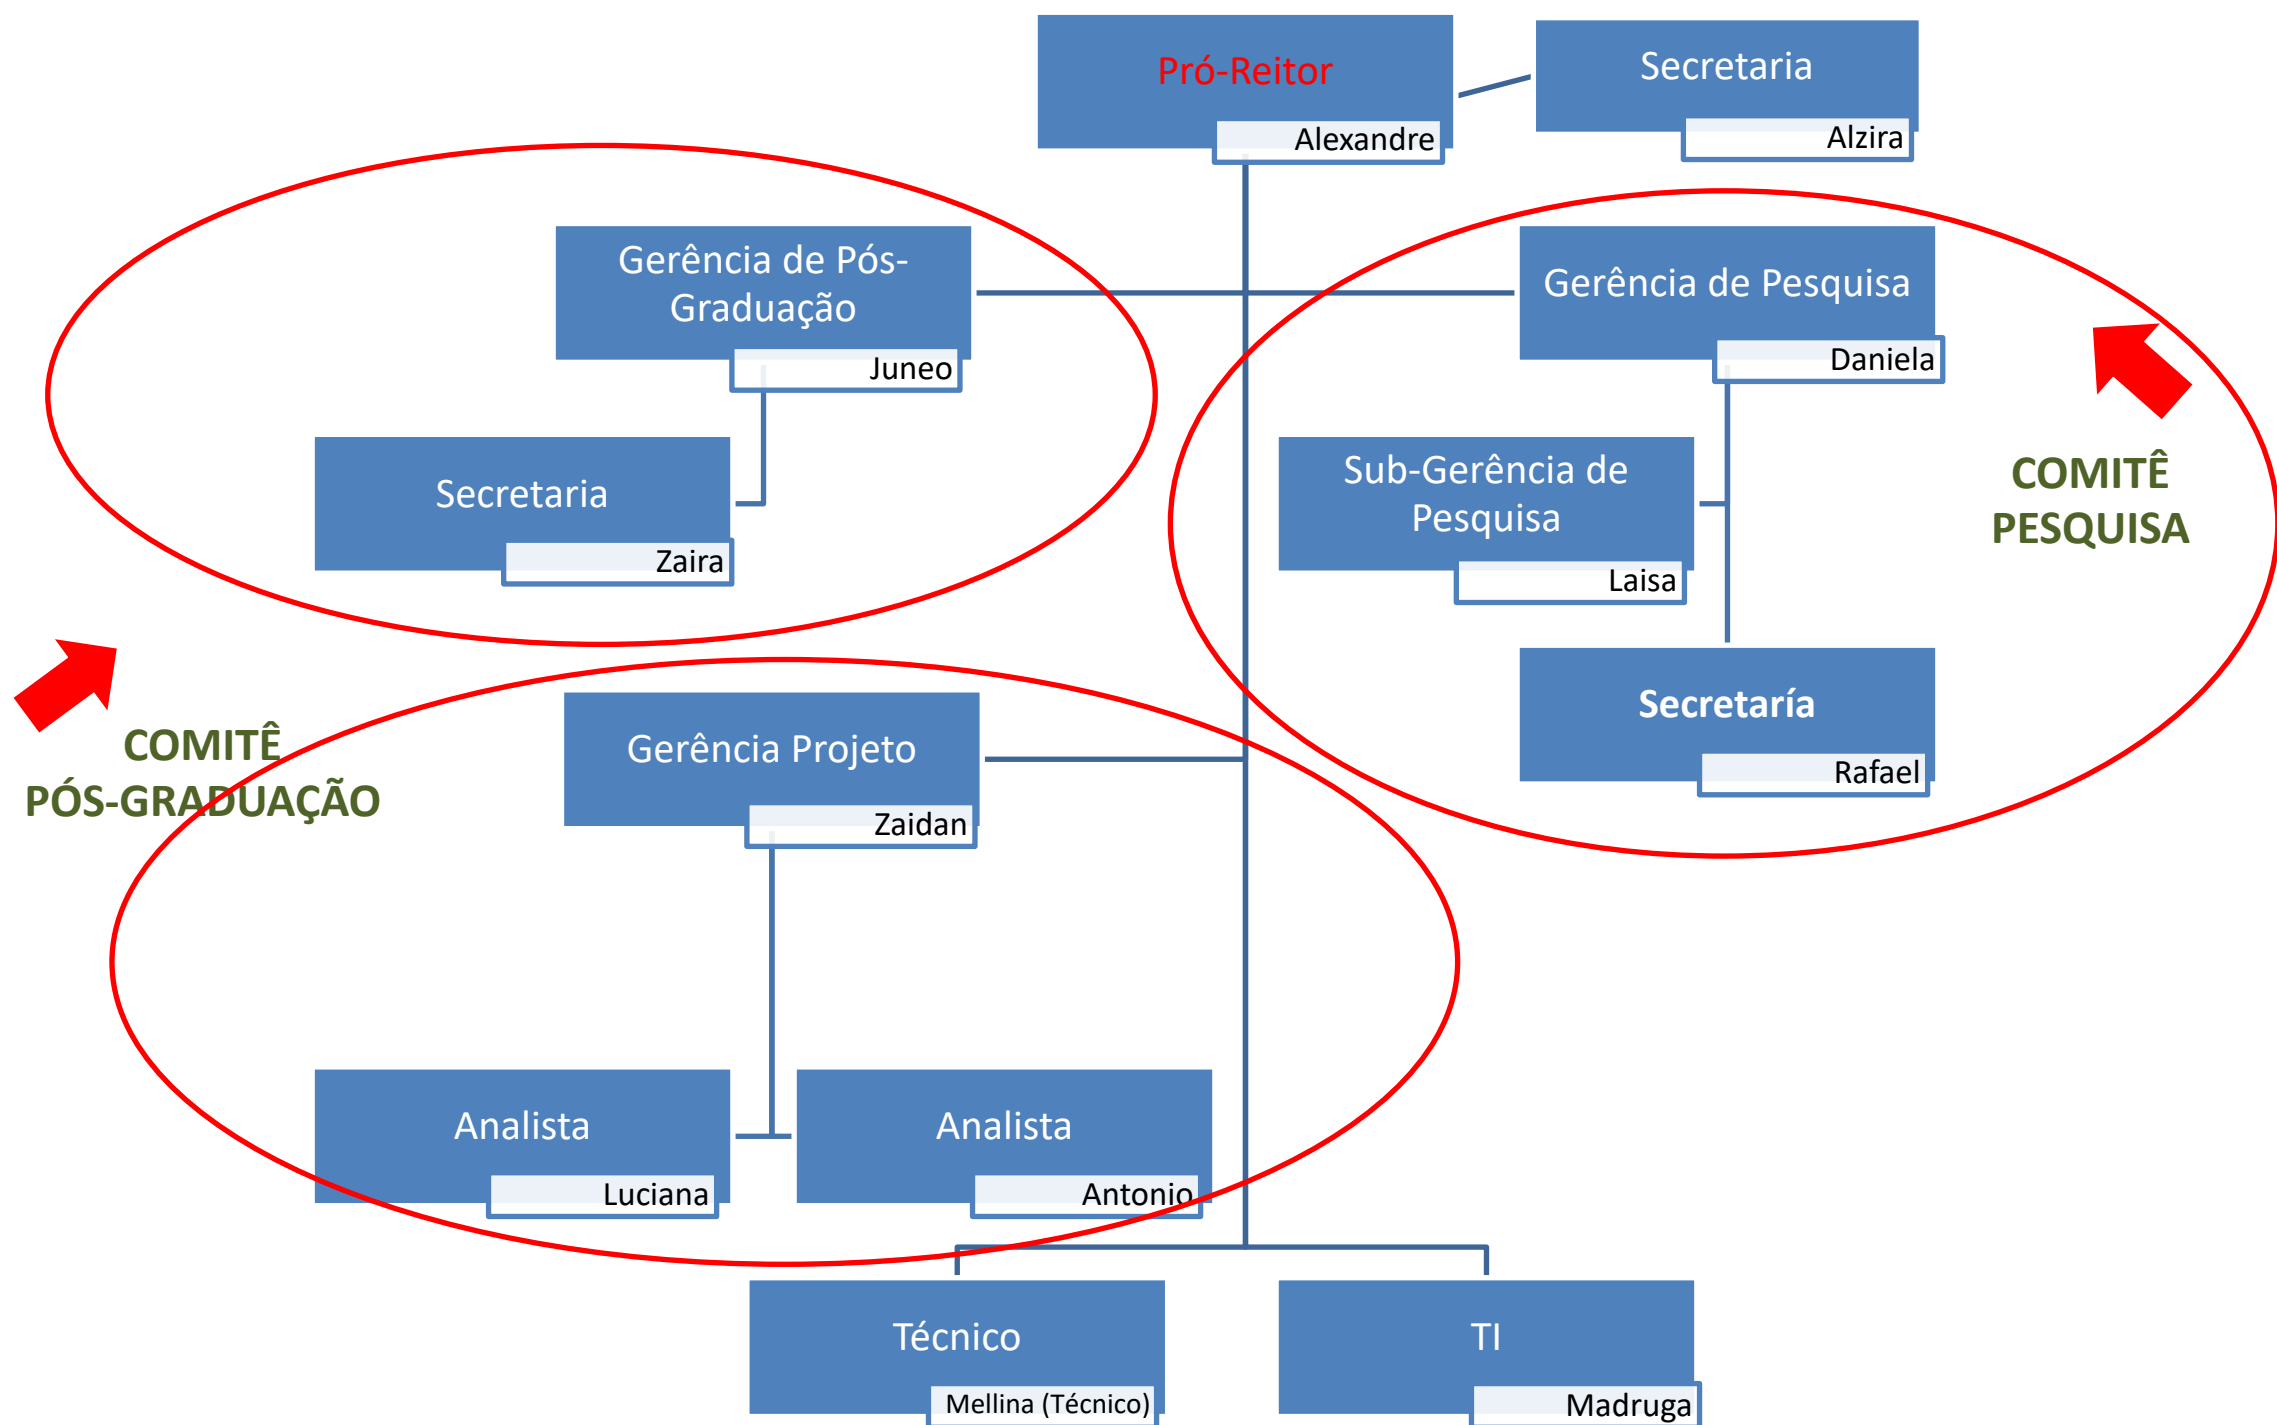 Pró-Reitor
Alexandre
Secretaria
Alzira
Gerência de Pós-
Graduação
Juneo
Gerência de Pesquisa
Daniela
Secretaria
Zaira
Sub-Gerência de
Pesquisa
Laisa
COMITÊ
PESQUISA
Secretaría
Rafael
COMITÊ
PÓS-GRADUAÇÃO
Gerência Projeto
Zaidan
Analista
Luciana
Analista
Antonio
Técnico
Mellina (Técnico)
TI
Madruga